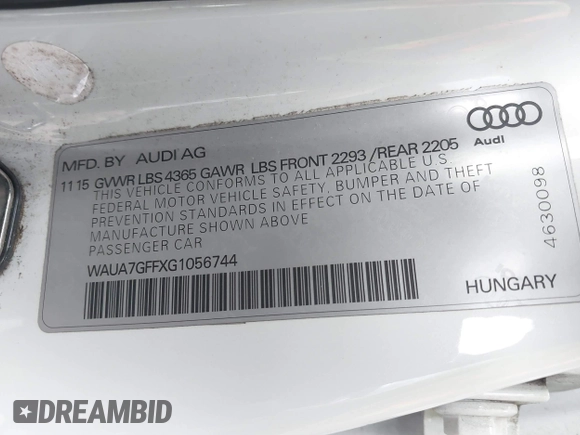 MFD. BY AUDI AG
11 15 GVWR LBS 4365 GAWR LBS FRONT 2293 /REAR 2205
THIS VEHICLE CONFORMS TO ALL APPLICABLE U.S.
FEDERAL MOTOR VEHICLE SAFETY, BUMPER AND THEFT
PREVENTION STANDARDS IN EFFECT ON THE DATE OF
MANUFACTURE SHOWN ABOVE
PASSENGER CAR
WAUA7GFFXG1056744
Audi
4630098
HUNGARY
DREAMBID